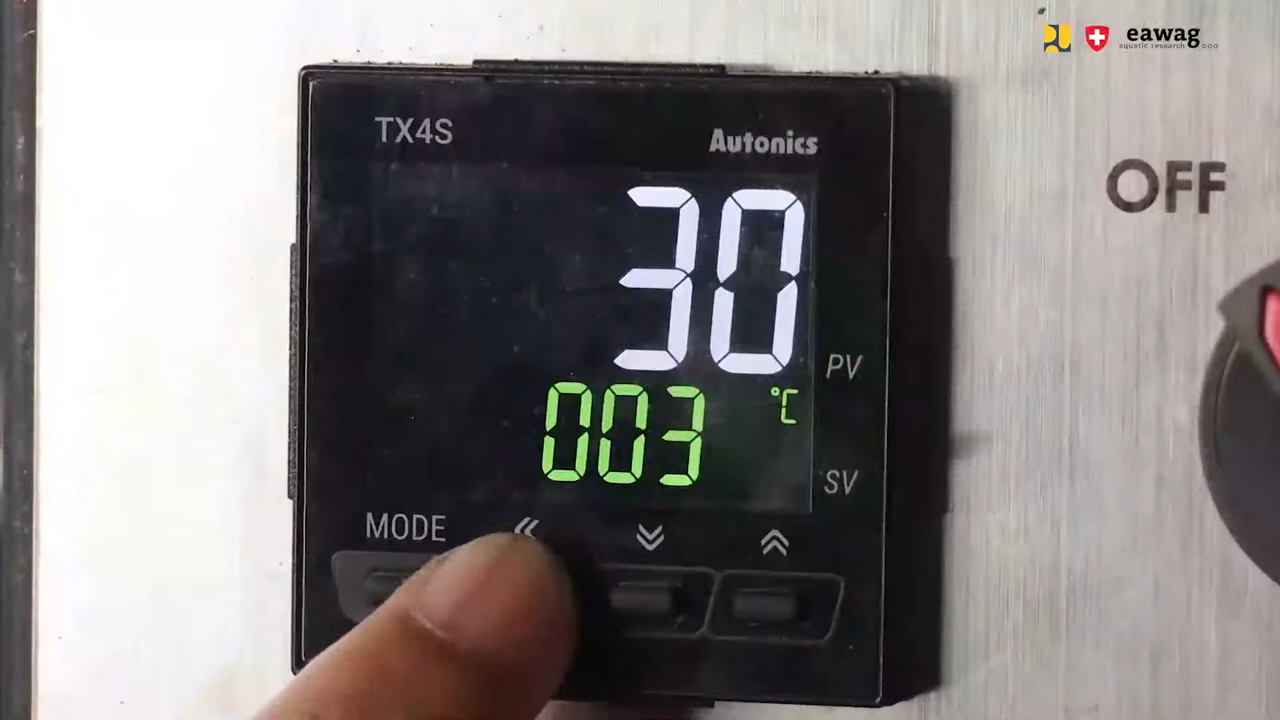 eawag
aquatic research
OFF
TX4S
Autonics
30
PV
003 °C
SV
MODE